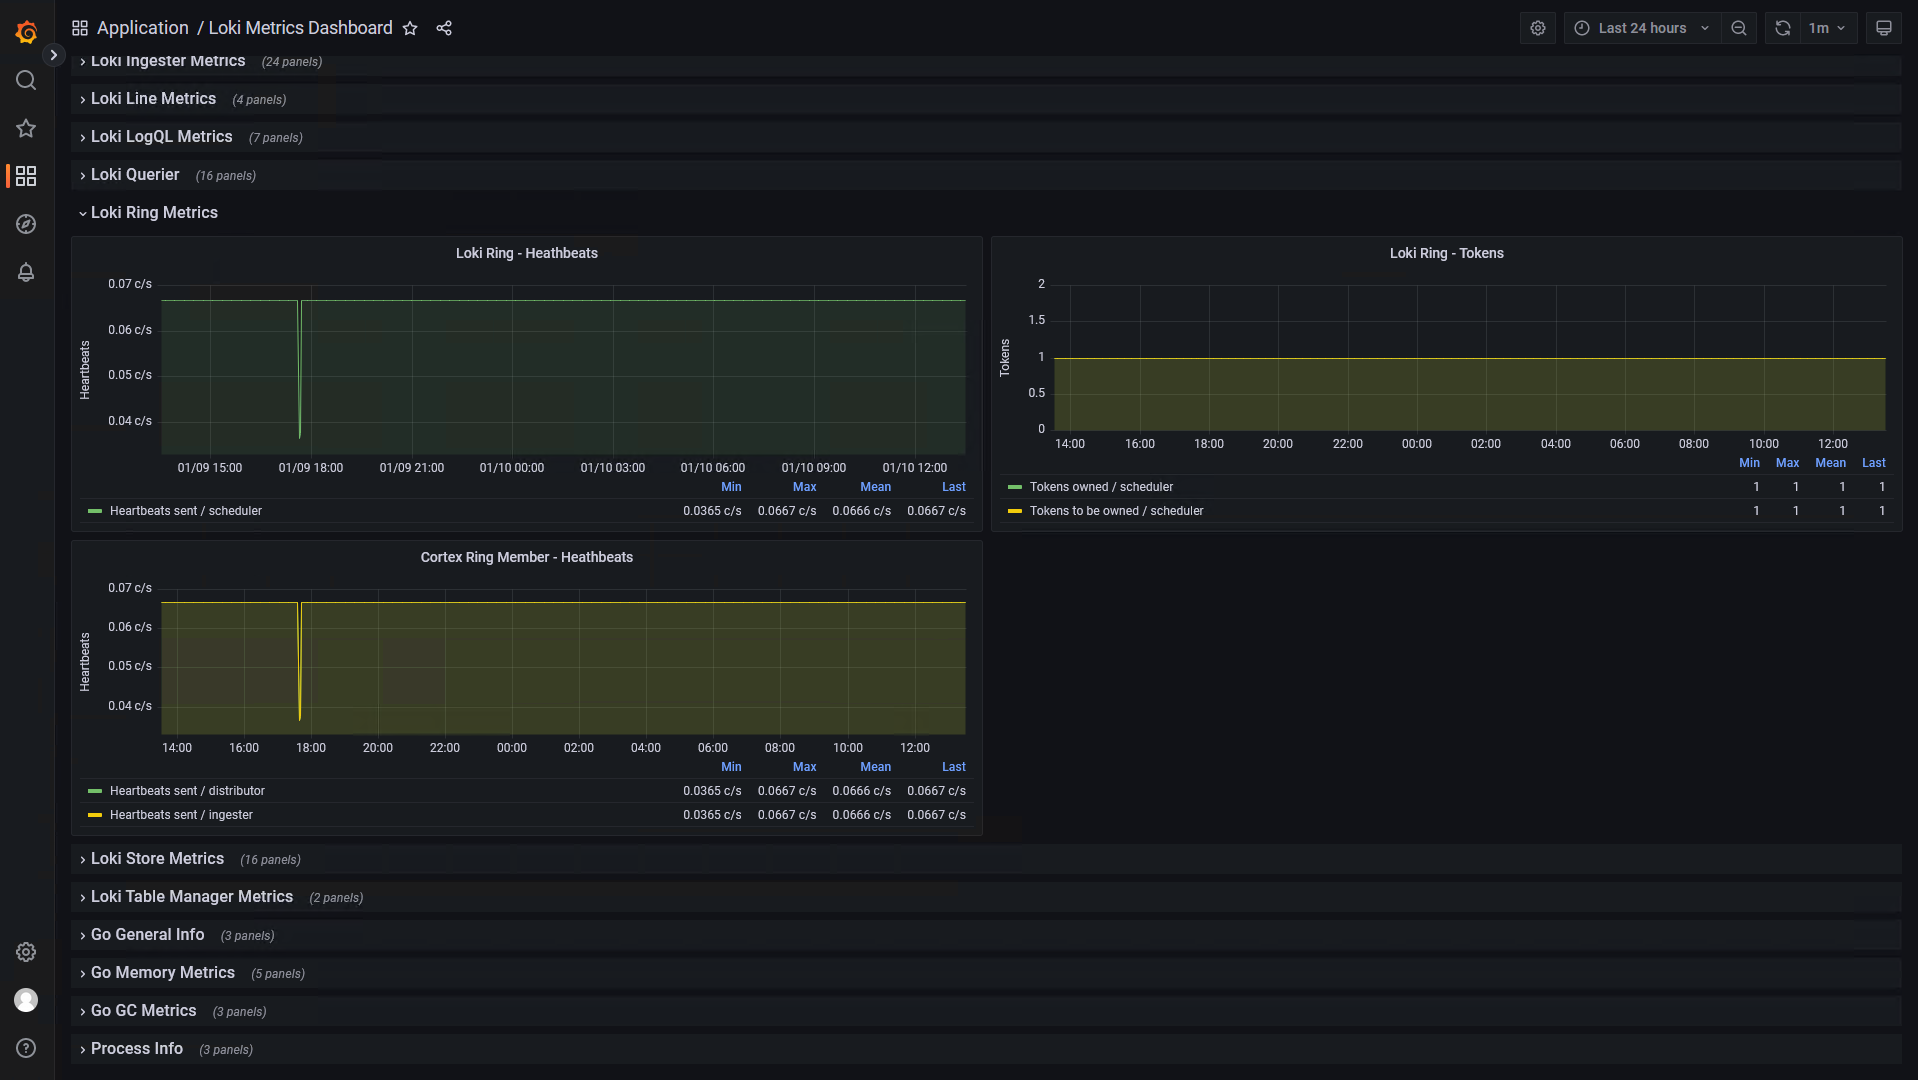 Application / Loki Metrics Dashboard
Last 24 hours
1m
Loki Ingester Metrics (24 panels)
Loki Line Metrics (4 panels)
Loki LogQL Metrics (7 panels)
Loki Querier (16 panels)
Loki Ring Metrics
Loki Ring - Heathbeats
Heartbeats
0.07 c/s
0.06 c/s
0.05 c/s
0.04 c/s
01/09 15:00 01/09 18:00 01/09 21:00 01/10 00:00 01/10 03:00 01/10 06:00 01/10 09:00 01/10 12:00
Min Max Mean Last
Heartbeats sent / scheduler 0.0365 c/s 0.0667 c/s 0.0666 c/s 0.0667 c/s
Loki Ring - Tokens
Tokens
2
1.5
1
0.5
0
14:00 16:00 18:00 20:00 22:00 00:00 02:00 04:00 06:00 08:00 10:00 12:00
Min Max Mean Last
Tokens owned / scheduler 1 1 1 1
Tokens to be owned / scheduler 1 1 1 1
Cortex Ring Member - Heathbeats
Heartbeats
0.07 c/s
0.06 c/s
0.05 c/s
0.04 c/s
14:00 16:00 18:00 20:00 22:00 00:00 02:00 04:00 06:00 08:00 10:00 12:00
Min Max Mean Last
Heartbeats sent / distributor 0.0365 c/s 0.0667 c/s 0.0666 c/s 0.0667 c/s
Heartbeats sent / ingester 0.0365 c/s 0.0667 c/s 0.0666 c/s 0.0667 c/s
Loki Store Metrics (16 panels)
Loki Table Manager Metrics (2 panels)
Go General Info (3 panels)
Go Memory Metrics (5 panels)
Go GC Metrics (3 panels)
Process Info (3 panels)